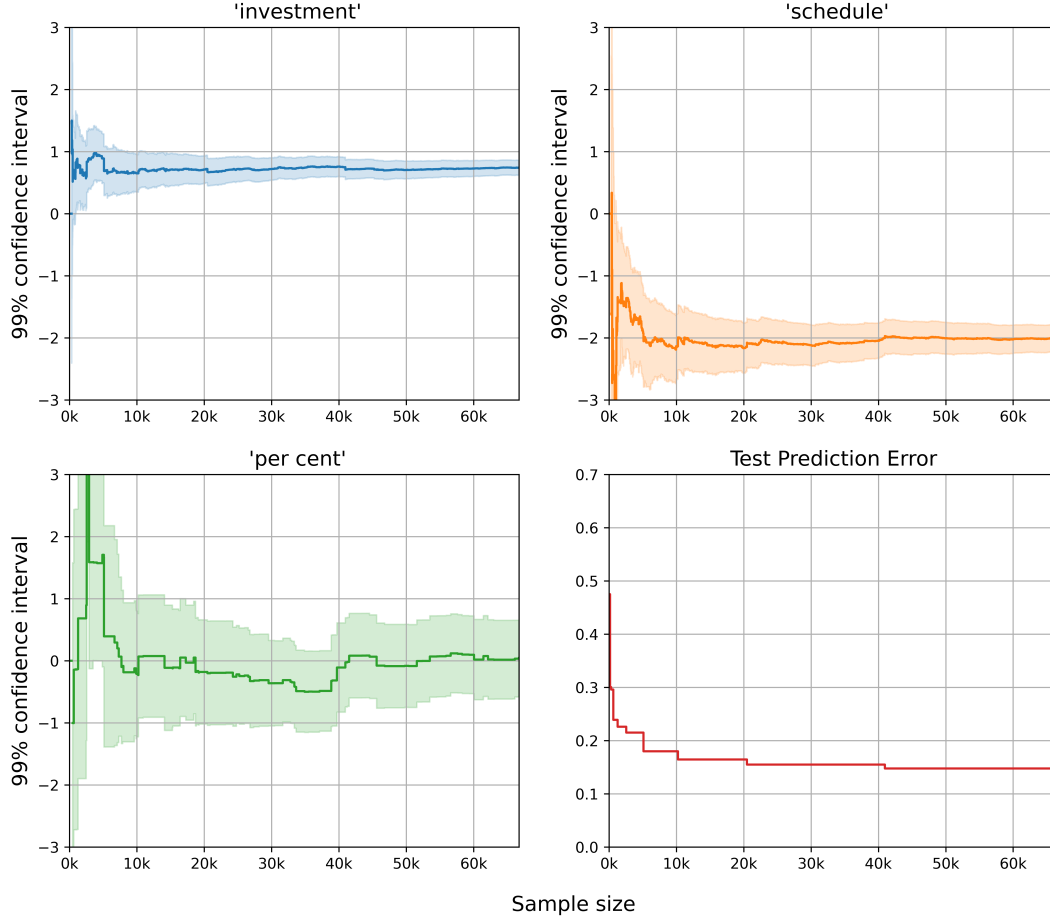 'investment'
99% confidence interval
3
2
1
0
−1
−2
−3
0k 10k 20k 30k 40k 50k 60k
'schedule'
99% confidence interval
3
2
1
0
−1
−2
−3
0k 10k 20k 30k 40k 50k 60k
'per cent'
99% confidence interval
3
2
1
0
−1
−2
−3
0k 10k 20k 30k 40k 50k 60k
Test Prediction Error
0.7
0.6
0.5
0.4
0.3
0.2
0.1
0.0
0k 10k 20k 30k 40k 50k 60k
Sample size